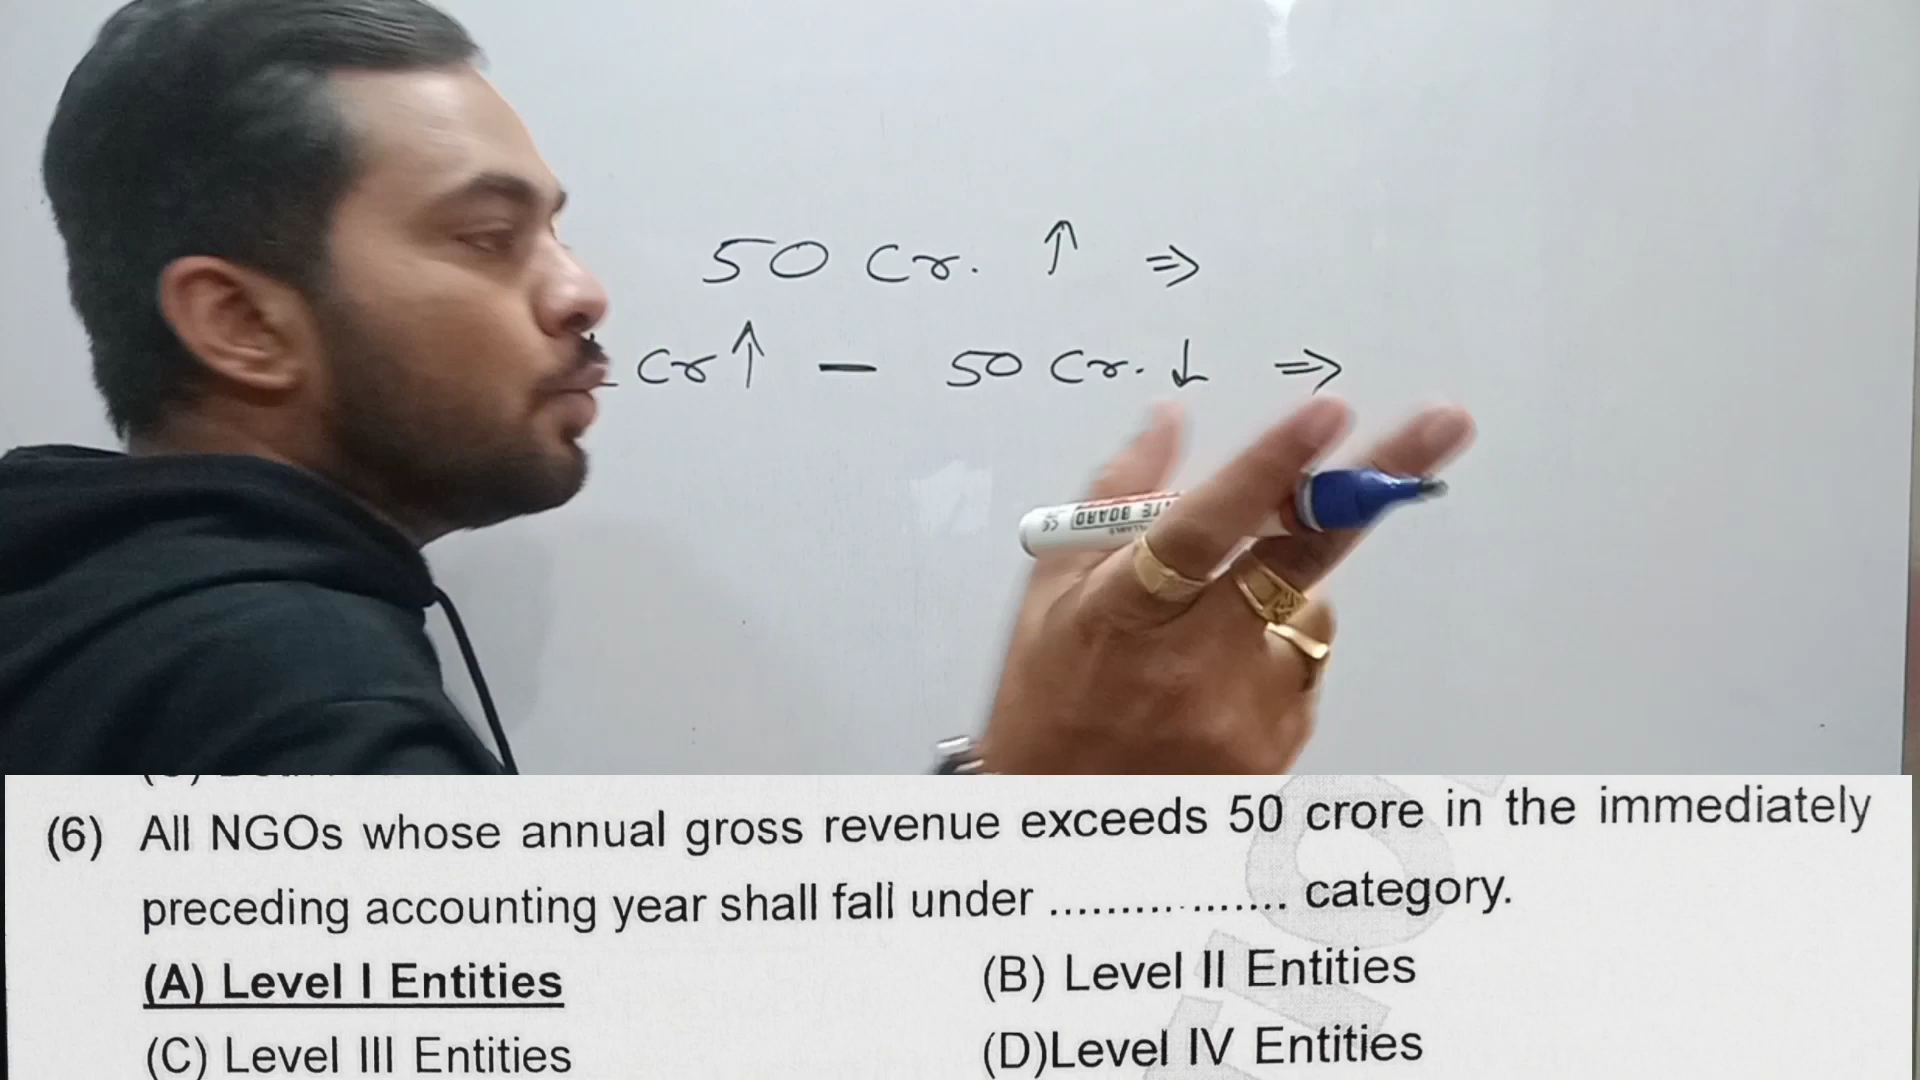 50 Cr. ↑ ⇒
Cr ↑ — 50 Cr. ↓ ⇒
BOARD
(6) All NGOs whose annual gross revenue exceeds 50 crore in the immediately
preceding accounting year shall fall under ................. category.
(A) Level I Entities
(B) Level II Entities
(C) Level III Entities
(D)Level IV Entities